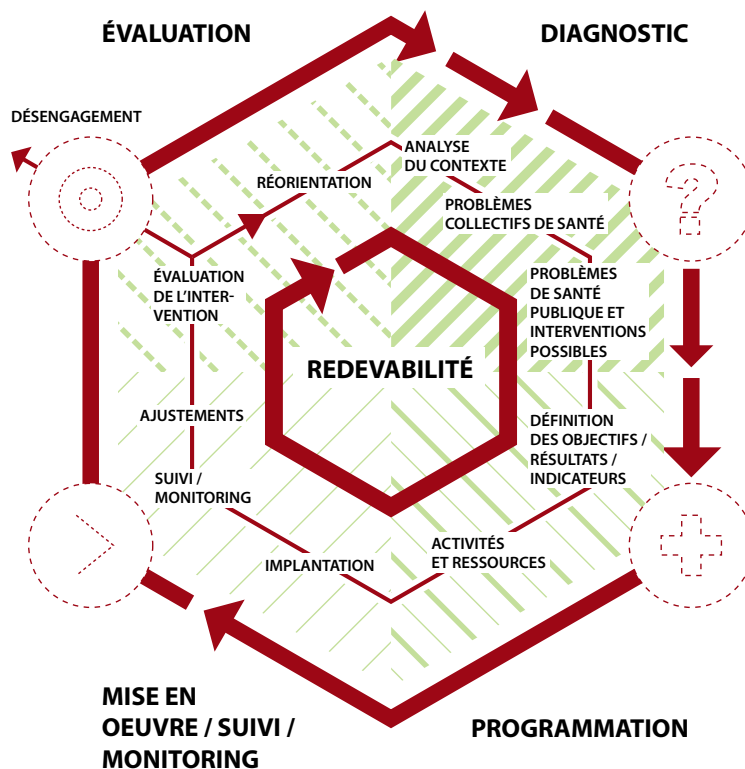 ÉVALUATION
DIAGNOSTIC
DÉSENGAGEMENT
ANALYSE
DU CONTEXTE
RÉORIENTATION
PROBLÈMES
COLLECTIFS DE SANTÉ
ÉVALUATION
DE L'INTER-
VENTION
PROBLÈMES
DE SANTÉ
PUBLIQUE ET
INTERVENTIONS
POSSIBLES
REDEVABILITÉ
AJUSTEMENTS
DÉFINITION
DES OBJECTIFS /
RÉSULTATS /
INDICATEURS
SUIVI /
MONITORING
ACTIVITÉS
ET RESSOURCES
IMPLANTATION
MISE EN
OEUVRE / SUIVI /
MONITORING
PROGRAMMATION